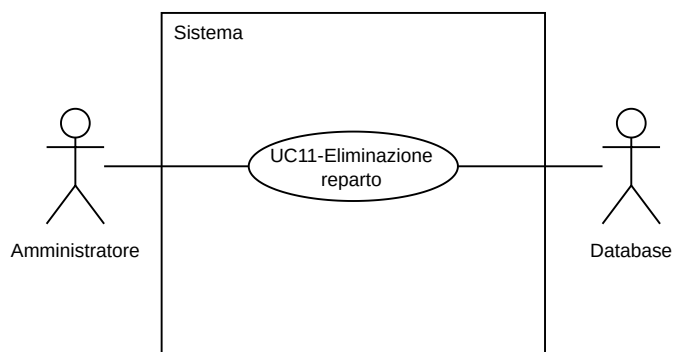 Sistema
UC11-Eliminazione
reparto
Amministratore
Database